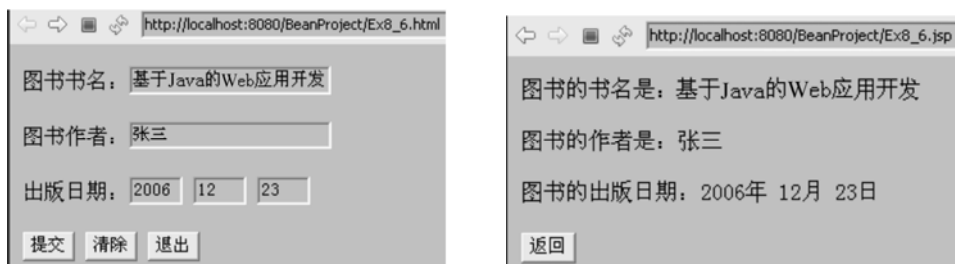 http://localhost:8080/BeanProject/Ex8_6.html
图书书名：基于Java的Web应用开发
图书作者：张三
出版日期：2006 12 23
提交 清除 退出
http://localhost:8080/BeanProject/Ex8_6.jsp
图书的书名是：基于Java的Web应用开发
图书的作者是：张三
图书的出版日期：2006年 12月 23日
返回